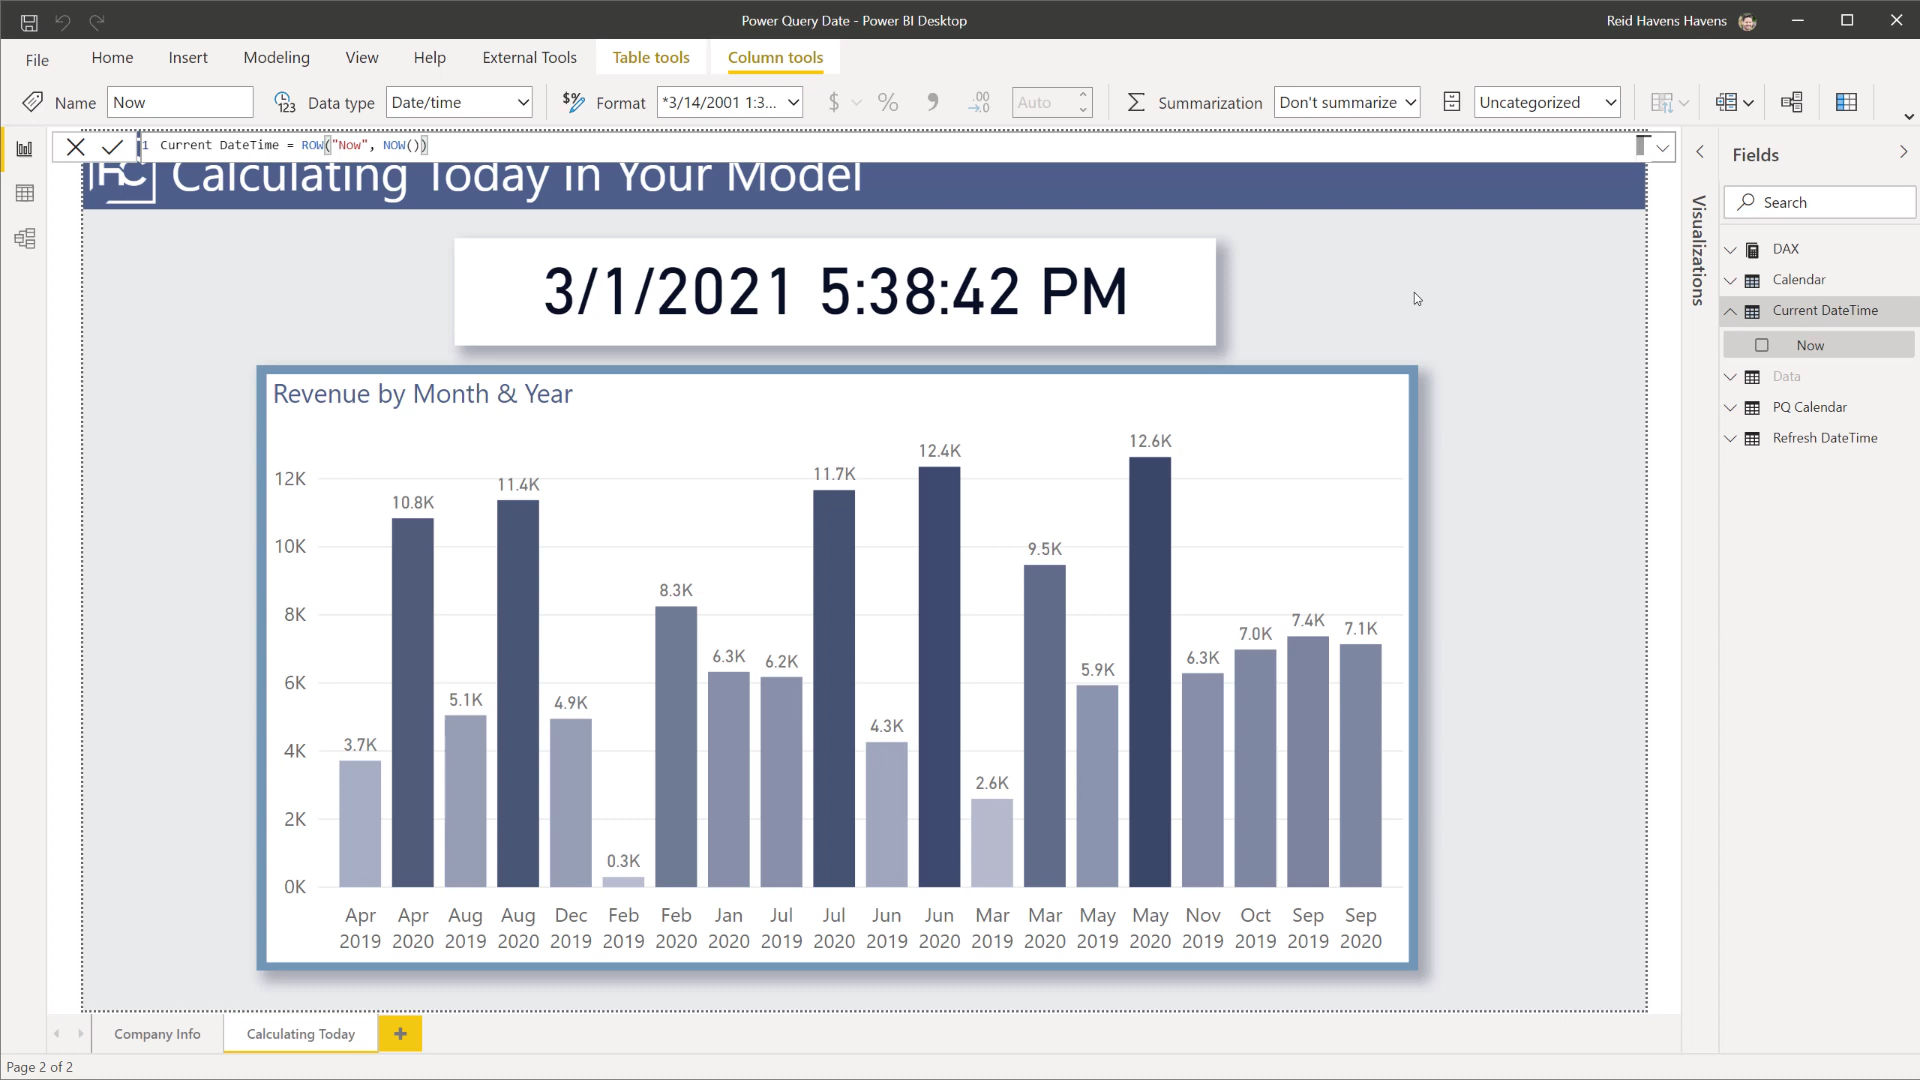 Power Query Date - Power BI Desktop
Reid Havens Havens
File Home Insert Modeling View Help External Tools Table tools Column tools
Name Now
123 Data type Date/time
$% Format *3/14/2001 1:3...
$ % 9 .00 →.0 Auto
Σ Summarization Don't summarize
Uncategorized
1 Current DateTime = ROW("Now", NOW())
HC Calculating Today in Your Model
3/1/2021 5:38:42 PM
Revenue by Month & Year
12K
10K
8K
6K
4K
2K
0K
3.7K 10.8K 5.1K 11.4K 4.9K 0.3K 8.3K 6.3K 6.2K 11.7K 4.3K 12.4K 2.6K 9.5K 5.9K 12.6K 6.3K 7.0K 7.4K 7.1K
Apr Apr Aug Aug Dec Feb Feb Jan Jul Jul Jun Jun Mar Mar May May Nov Oct Sep Sep
2019 2020 2019 2020 2019 2019 2020 2020 2019 2020 2019 2020 2019 2020 2019 2020 2019 2019 2019 2020
Visualizations
Fields
Search
DAX
Calendar
Current DateTime
Now
Data
PQ Calendar
Refresh DateTime
Company Info Calculating Today +
Page 2 of 2